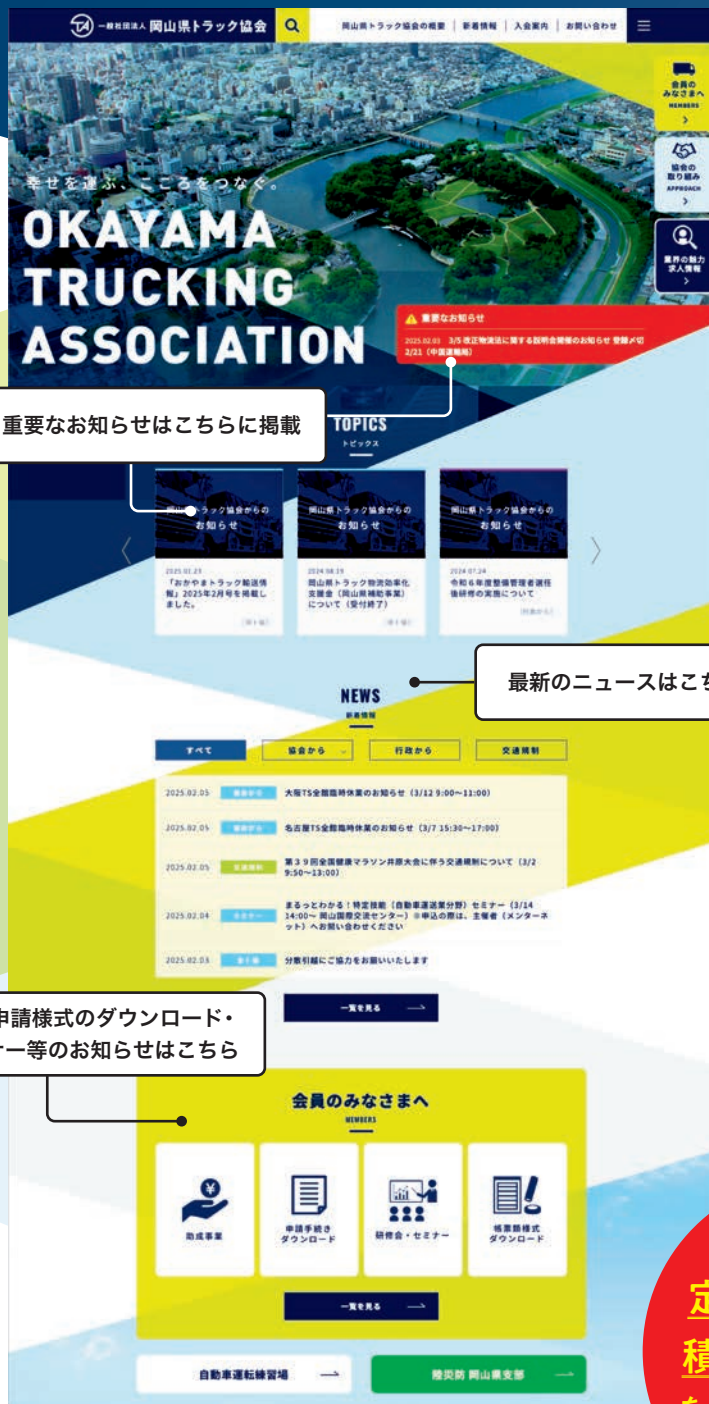 一般社団法人 岡山県トラック協会
岡山県トラック協会の概要 | 新着情報 | 入会案内 | お問い合わせ
会員の
みなさまへ
MEMBERS
協会の
取り組み
APPROACH
業界の魅力
求人情報
幸せを運ぶ、こころをつなぐ。
OKAYAMA
TRUCKING
ASSOCIATION
重要なお知らせ
2025.02.03 3/5 改正物流法に関する説明会開催のお知らせ 登録〆切
2/21（中国運輸局）
重要なお知らせはこちらに掲載
TOPICS
トピックス
岡山県トラック協会からの
お知らせ
2025.01.23
「おかやまトラック輸送情
報」2025年2月号を掲載し
ました。
岡山県トラック協会からの
お知らせ
2024.08.29
岡山県トラック物流効率化
支援金（岡山県補助事業）
について（受付終了）
岡山県トラック協会からの
お知らせ
2024.07.24
令和６年度整備管理者選任
後研修の実施について
最新のニュースはこち
NEWS
新着情報
すべて
協会から
行政から
交通規制
2025.02.05
大阪TS全館臨時休業のお知らせ（3/12 9:00～11:00）
2025.02.05
名古屋TS全館臨時休業のお知らせ（3/7 15:30～17:00）
2025.02.05 交通規制
第３９回全国健康マラソン井原大会に伴う交通規制について（3/2
9:50～13:00）
2025.02.04 セミナー
まるっとわかる！特定技能（自動車運送業分野）セミナー（3/14
14:00～ 岡山国際交流センター）※申込の際は、主催者（メンターネ
ット）へお問い合わせください
2025.02.03
分散引越にご協力をお願いいたします
一覧を見る
申請様式のダウンロード・
ナー等のお知らせはこちら
会員のみなさまへ
MEMBERS
助成事業
申請手続き
ダウンロード
研修会・セミナー
帳票類様式
ダウンロード
一覧を見る
自動車運転練習場
陸災防 岡山県支部
定
積